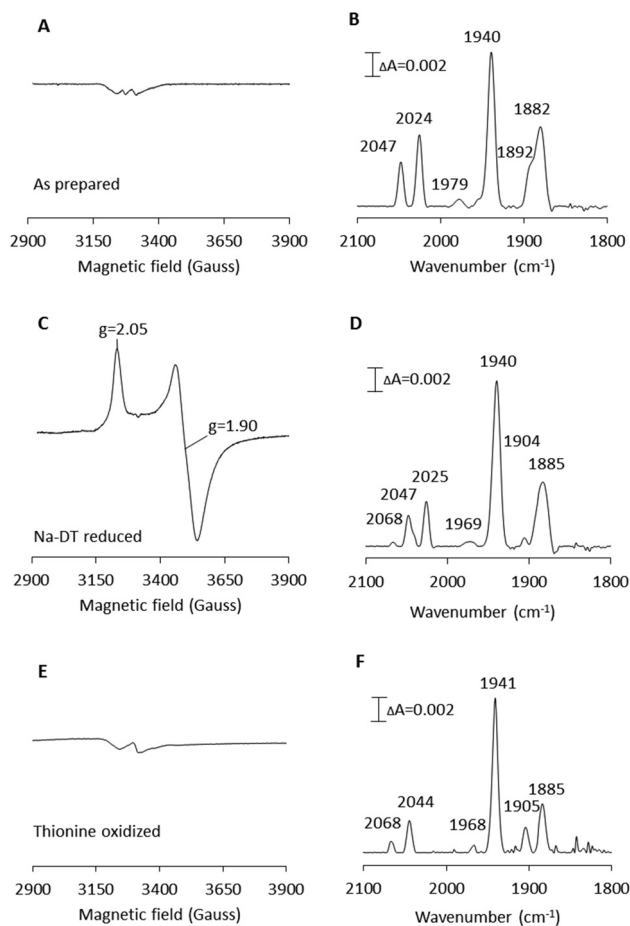 A
As prepared
2900 3150 3400 3650 3900
Magnetic field (Gauss)
B
ΔA=0.002
1940
2047
2024
1979
1892
1882
2100 2000 1900 1800
Wavenumber (cm⁻¹)
C
g=2.05
g=1.90
Na-DT reduced
2900 3150 3400 3650 3900
Magnetic field (Gauss)
D
ΔA=0.002
1940
1904
1885
2047
2025
2068
1969
2100 2000 1900 1800
Wavenumber (cm⁻¹)
E
Thionine oxidized
2900 3150 3400 3650 3900
Magnetic field (Gauss)
F
ΔA=0.002
1941
2068
2044
1968
1905
1885
2100 2000 1900 1800
Wavenumber (cm⁻¹)